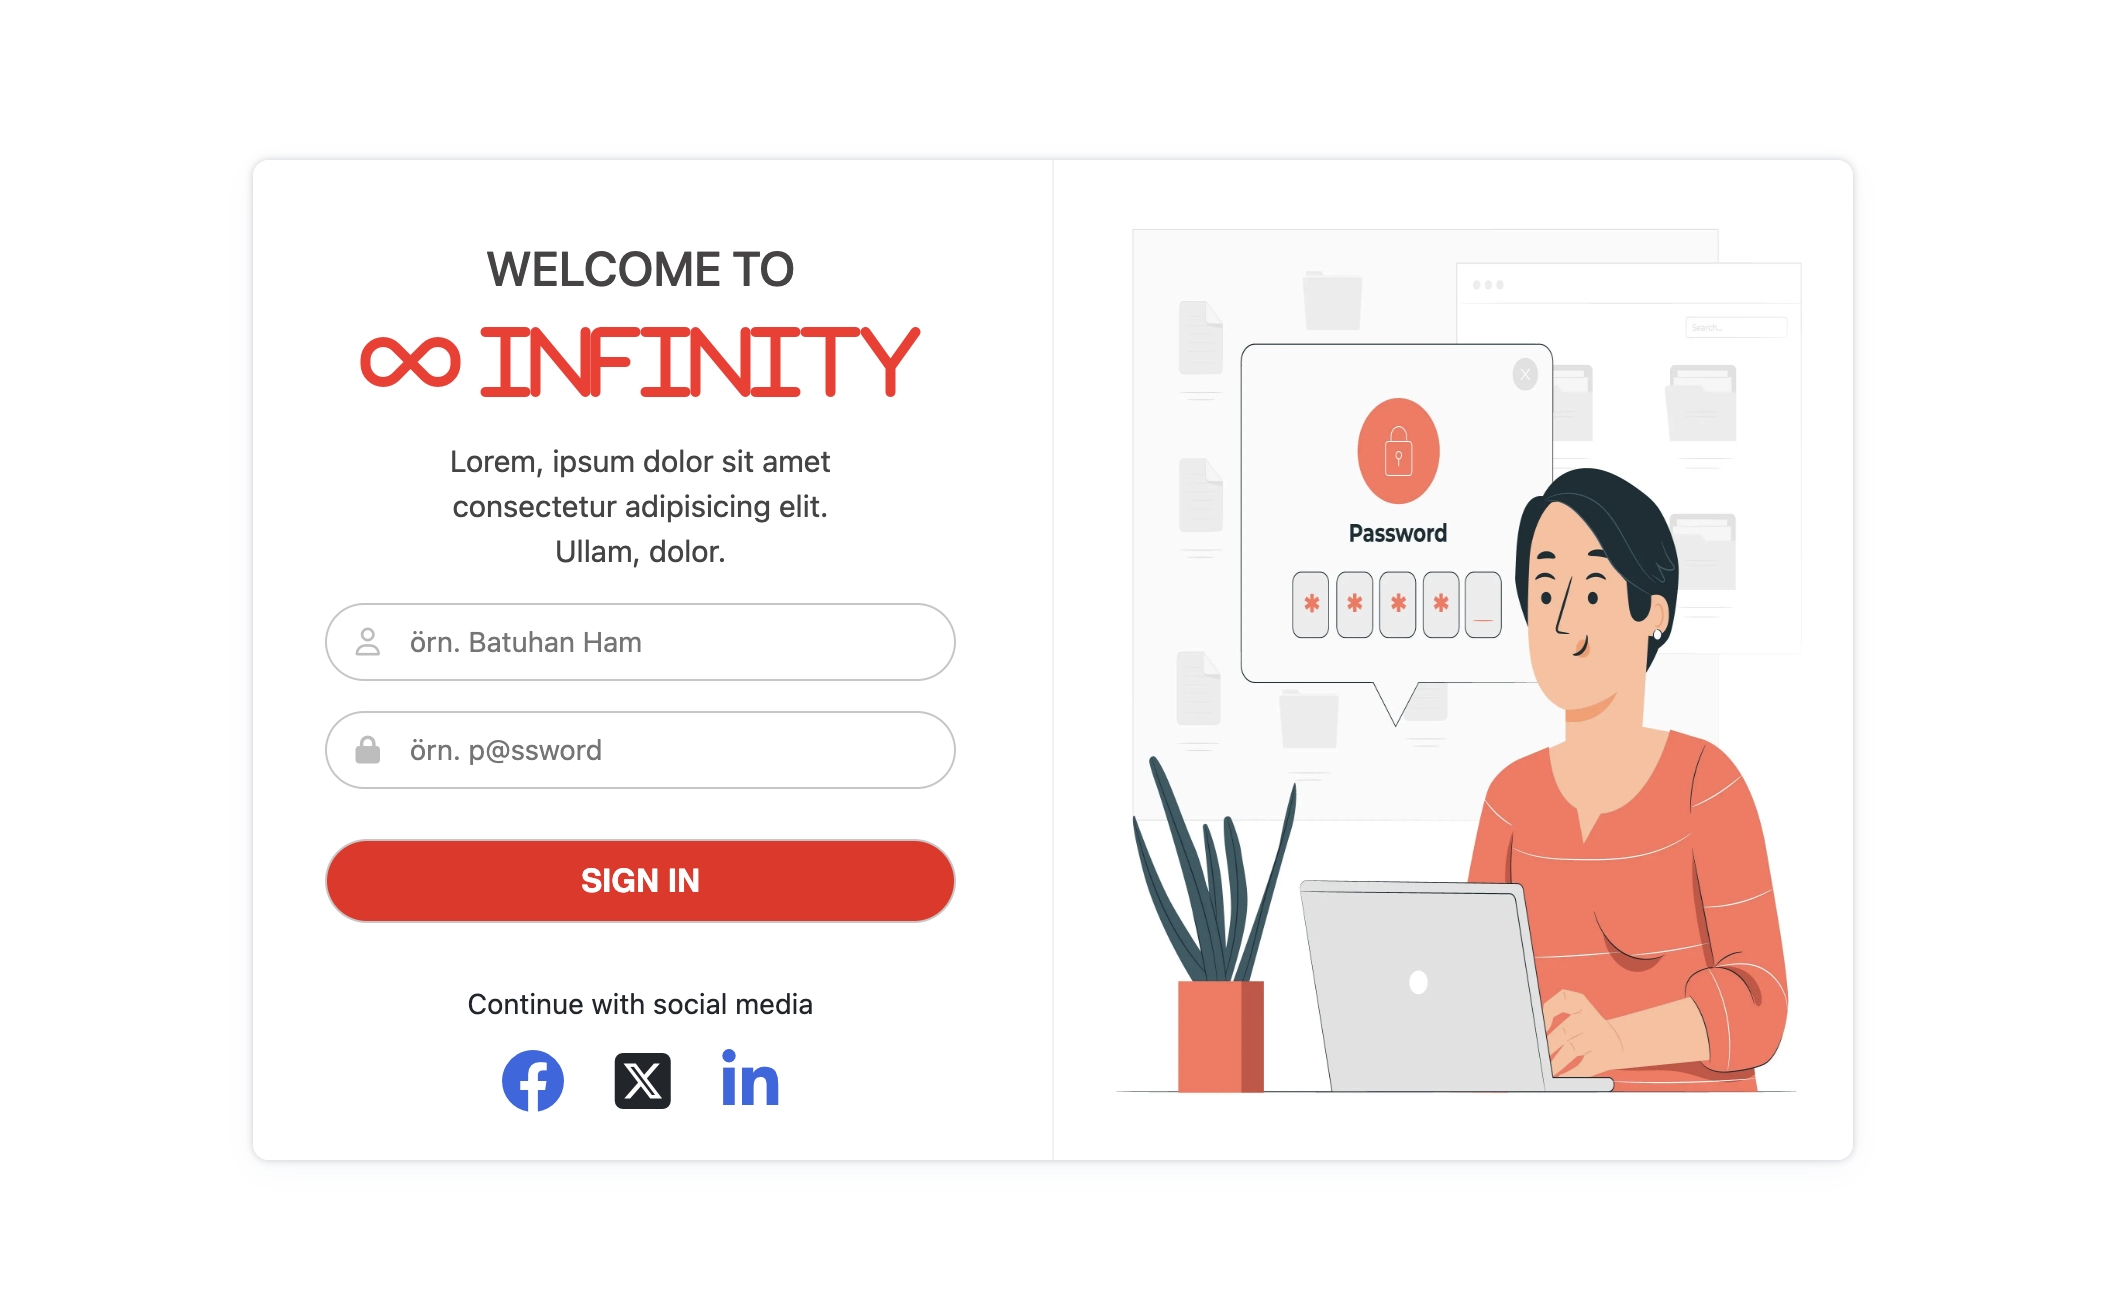 WELCOME TO
INFINITY
Lorem, ipsum dolor sit amet
consectetur adipisicing elit.
Ullam, dolor.
örn. Batuhan Ham
örn. p@ssword
SIGN IN
Continue with social media
Search...
X
Password
* * * * _